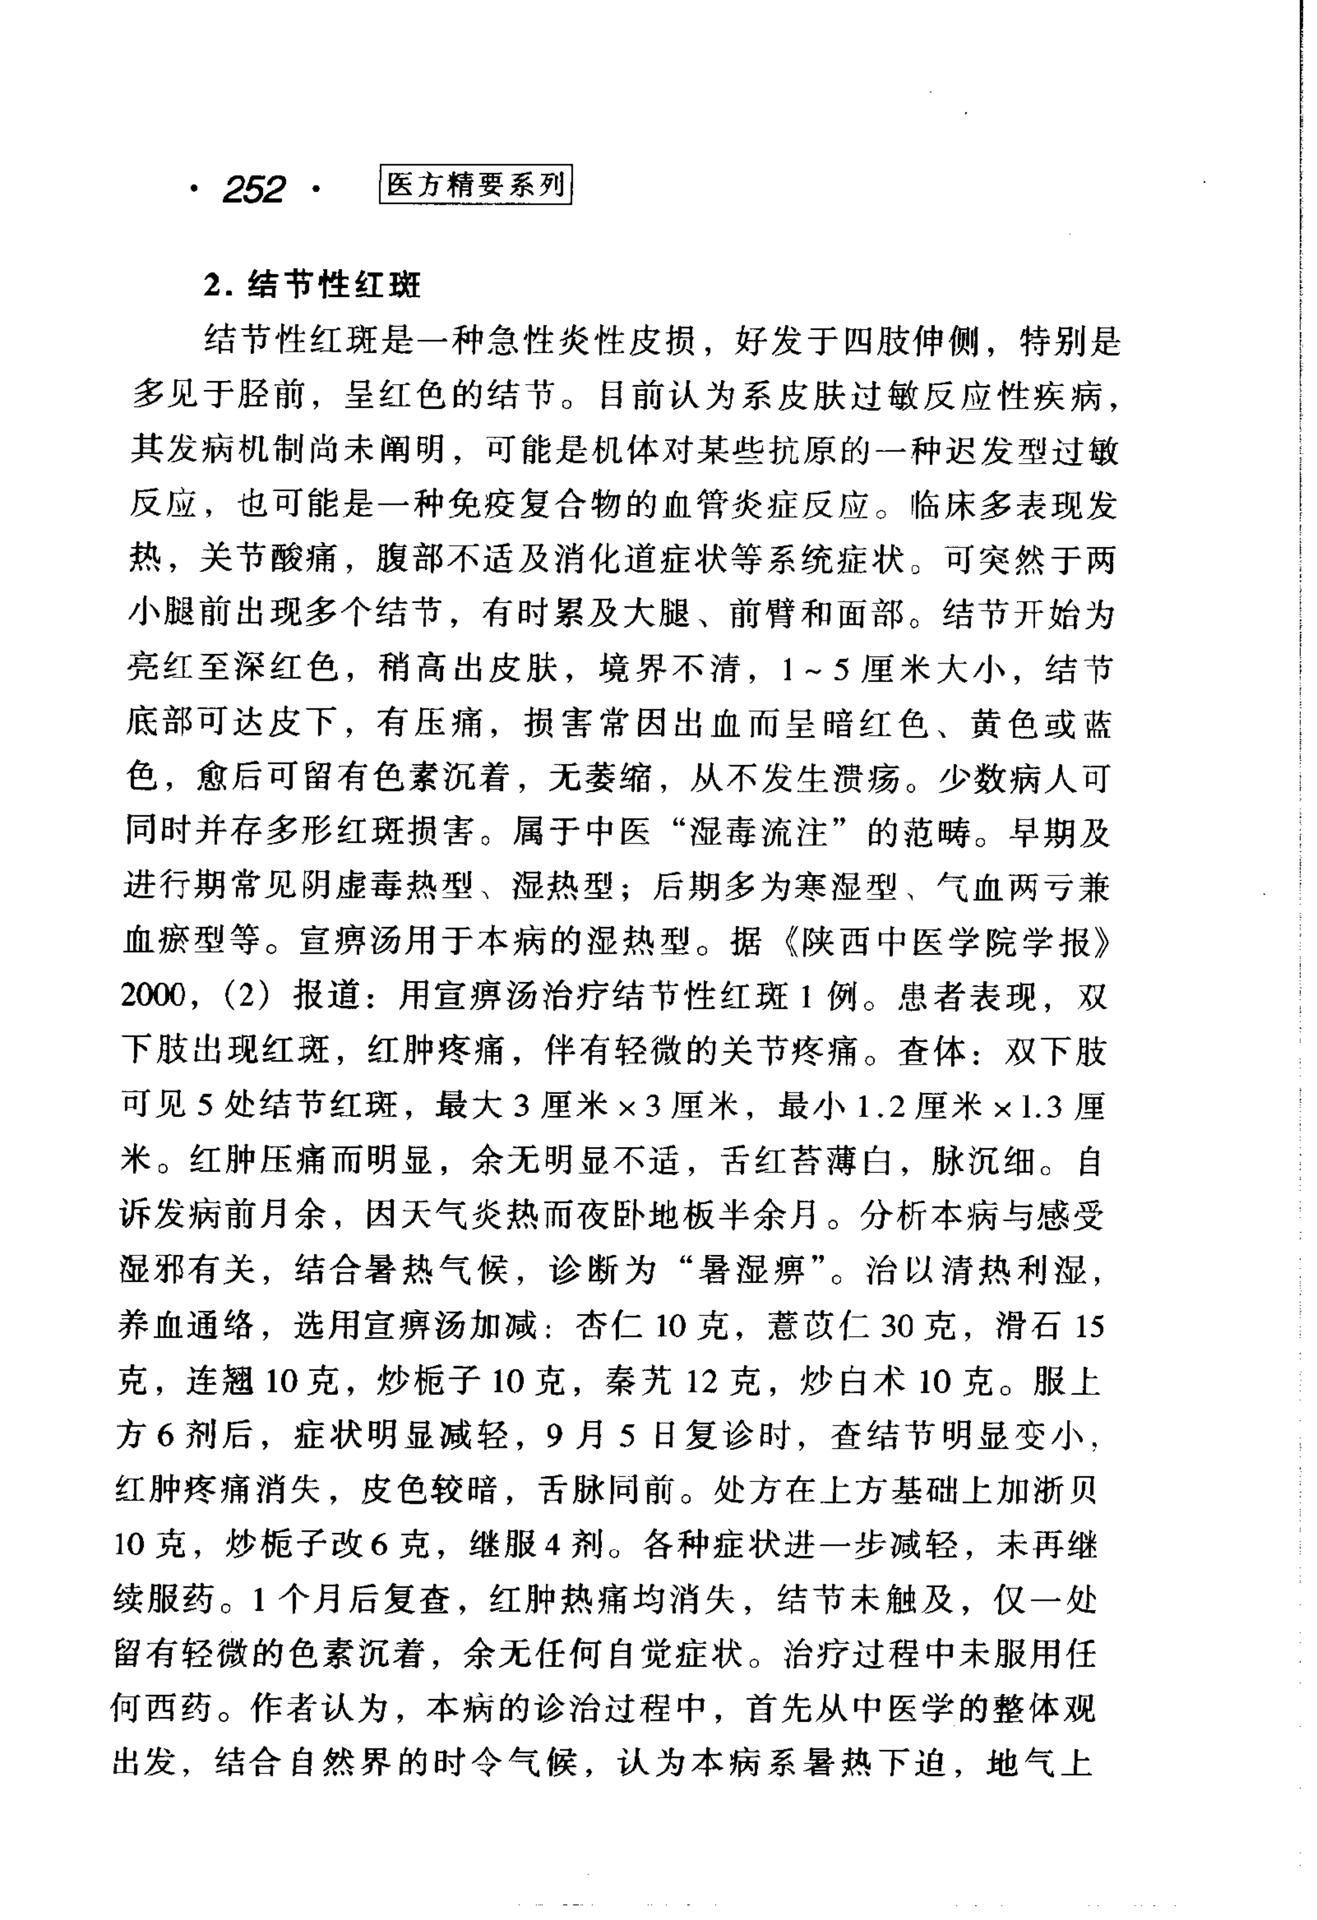 · 252 · 医方精要系列
2. 结节性红斑
结节性红斑是一种急性炎性皮损，好发于四肢伸侧，特别是
多见于胫前，呈红色的结节。目前认为系皮肤过敏反应性疾病，
其发病机制尚未阐明，可能是机体对某些抗原的一种迟发型过敏
反应，也可能是一种免疫复合物的血管炎症反应。临床多表现发
热，关节酸痛，腹部不适及消化道症状等系统症状。可突然于两
小腿前出现多个结节，有时累及大腿、前臂和面部。结节开始为
亮红至深红色，稍高出皮肤，境界不清，1~5厘米大小，结节
底部可达皮下，有压痛，损害常因出血而呈暗红色、黄色或蓝
色，愈后可留有色素沉着，无萎缩，从不发生溃疡。少数病人可
同时并存多形红斑损害。属于中医“湿毒流注”的范畴。早期及
进行期常见阴虚毒热型、湿热型；后期多为寒湿型、气血两亏兼
血瘀型等。宣痹汤用于本病的湿热型。据《陕西中医学院学报》
2000，（2）报道：用宣痹汤治疗结节性红斑1例。患者表现，双
下肢出现红斑，红肿疼痛，伴有轻微的关节疼痛。查体：双下肢
可见5处结节红斑，最大3厘米×3厘米，最小1.2厘米×1.3厘
米。红肿压痛而明显，余无明显不适，舌红苔薄白，脉沉细。自
诉发病前月余，因天气炎热而夜卧地板半余月。分析本病与感受
湿邪有关，结合暑热气候，诊断为“暑湿痹”。治以清热利湿，
养血通络，选用宣痹汤加减：杏仁10克，薏苡仁30克，滑石15
克，连翘10克，炒栀子10克，秦艽12克，炒白术10克。服上
方6剂后，症状明显减轻，9月5日复诊时，查结节明显变小，
红肿疼痛消失，皮色较暗，舌脉同前。处方在上方基础上加浙贝
10克，炒栀子改6克，继服4剂。各种症状进一步减轻，未再继
续服药。1个月后复查，红肿热痛均消失，结节未触及，仅一处
留有轻微的色素沉着，余无任何自觉症状。治疗过程中未服用任
何西药。作者认为，本病的诊治过程中，首先从中医学的整体观
出发，结合自然界的时令气候，认为本病系暑热下迫，地气上